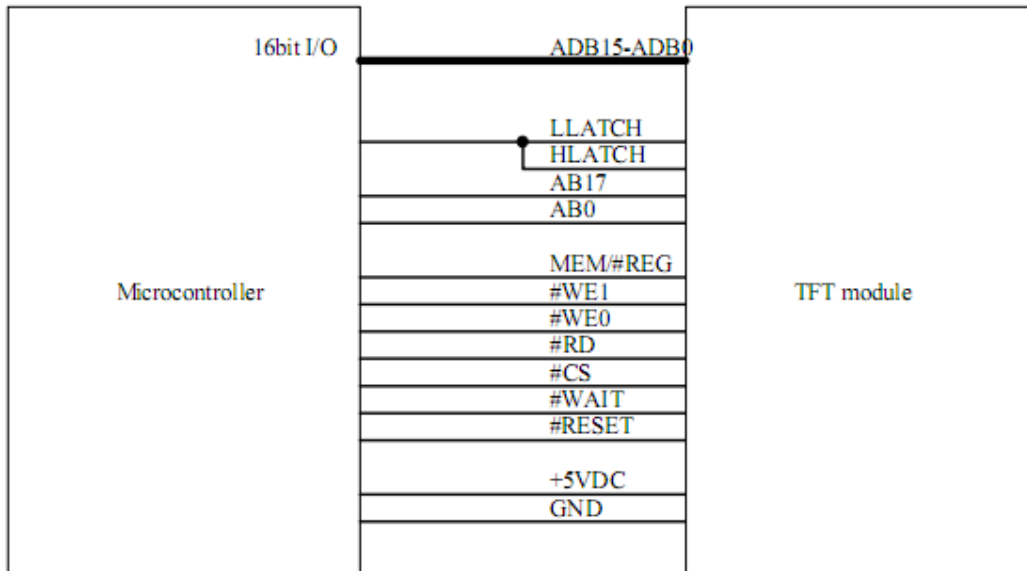 16bit I/O ADB15-ADB0
LLATCH
HLATCH
AB17
AB0
MEM/#REG
Microcontroller #WE1 TFT module
#WE0
#RD
#CS
#WAIT
#RESET
+5VDC
GND